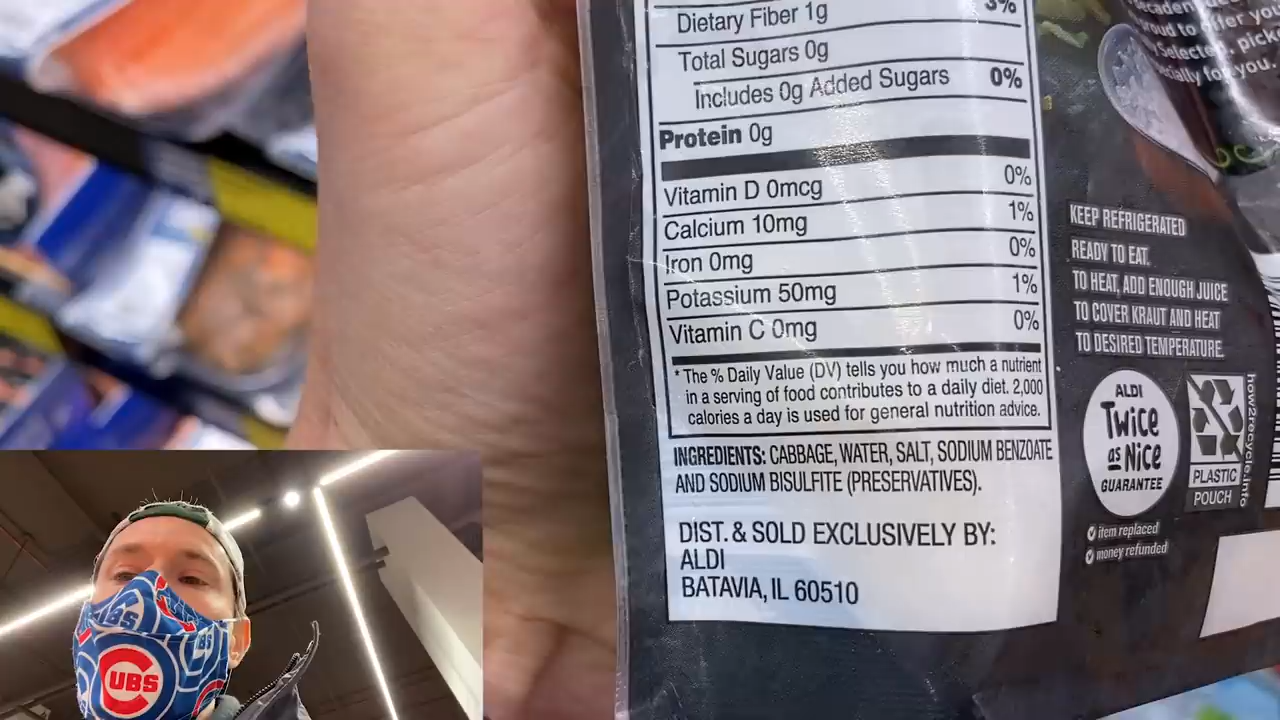 3%
Dietary Fiber 1g
Total Sugars 0g
Includes 0g Added Sugars 0%
Protein 0g
Vitamin D 0mcg 0%
Calcium 10mg 1%
Iron 0mg 0%
Potassium 50mg 1%
Vitamin C 0mg 0%
* The % Daily Value (DV) tells you how much a nutrient
in a serving of food contributes to a daily diet. 2,000
calories a day is used for general nutrition advice.
INGREDIENTS: CABBAGE, WATER, SALT, SODIUM BENZOATE
AND SODIUM BISULFITE (PRESERVATIVES).
DIST. & SOLD EXCLUSIVELY BY:
ALDI
BATAVIA, IL 60510
to
Selected, pick
you.
KEEP REFRIGERATED
READY TO EAT.
TO HEAT, ADD ENOUGH JUICE
TO COVER KRAUT AND HEAT
TO DESIRED TEMPERATURE.
ALDI
Twice
as Nice
GUARANTEE
item replaced
money refunded
PLASTIC
POUCH
how2recycle.info
UBS
CUBS